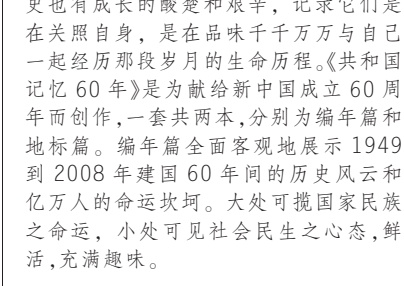 史也有成长的酸楚和艰辛，记录它们是
在关照自身，是在品味千千万万与自己
一起经历那段岁月的生命历程。《共和国
记忆 60 年》是为献给新中国成立 60 周
年而创作,一套共两本,分别为编年篇和
地标篇。编年篇全面客观地展示 1949
到 2008 年建国 60 年间的历史风云和
亿万人的命运坎坷。大处可揽国家民族
之命运，小处可见社会民生之心态,鲜
活,充满趣味。